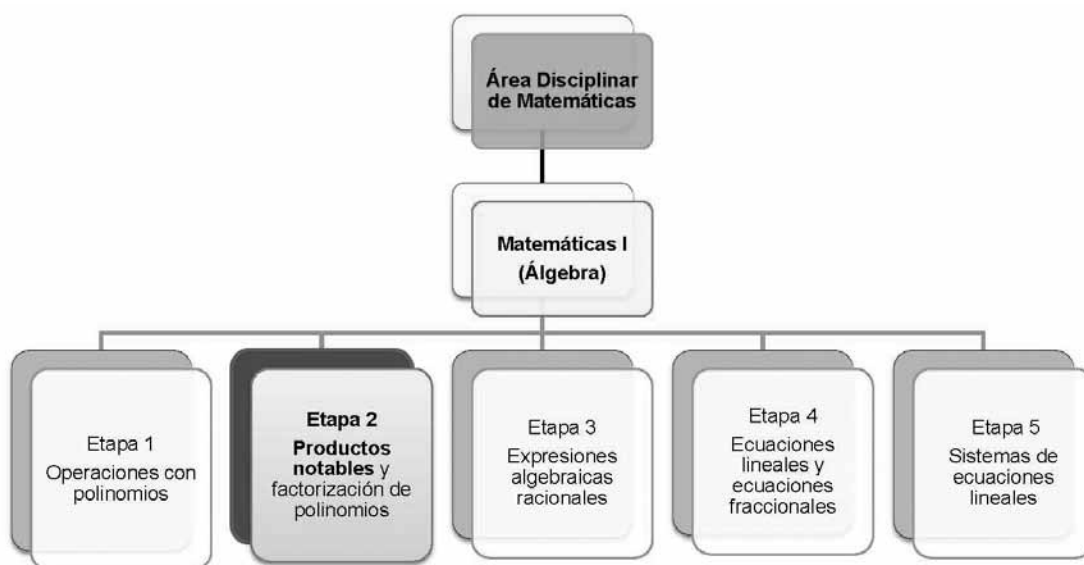 Área Disciplinar
de Matemáticas
Matemáticas I
(Álgebra)
Etapa 1
Operaciones con
polinomios
Etapa 2
Productos
notables y
factorización de
polinomios
Etapa 3
Expresiones
algebraicas
racionales
Etapa 4
Ecuaciones
lineales y
ecuaciones
fraccionales
Etapa 5
Sistemas de
ecuaciones
lineales